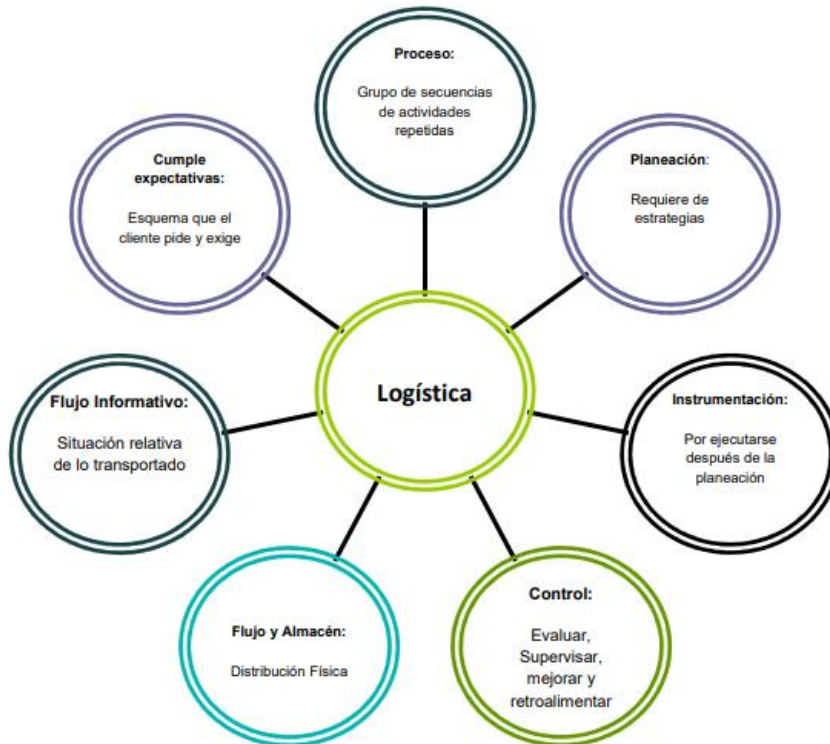 Proceso:
Grupo de secuencias
de actividades
repetidas
Cumple
expectativas:
Esquema que el
cliente pide y exige
Planeación:
Requiere de
estrategias
Logística
Flujo Informativo:
Situación relativa
de lo transportado
Instrumentación:
Por ejecutarse
después de la
planeación
Flujo y Almacén:
Distribución Física
Control:
Evaluar,
Supervisar,
mejorar y
retroalimentar